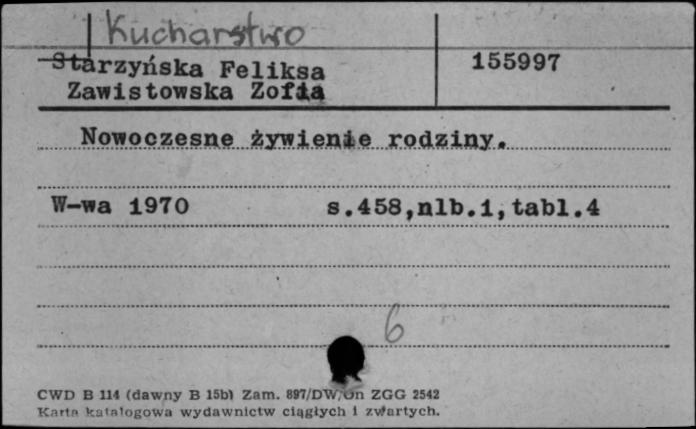 Kucharstwo
Starzyńska Feliksa
Zawistowska Zofia
155997
Nowoczesne żywienie rodziny.
W-wa 1970 s.458,nlb.1,tabl.4
6
CWD B 114 (dawny B 15b) Zam. 897/DW/Un ZGG 2542
Karta katalogowa wydawnictw ciągłych i zwartych.